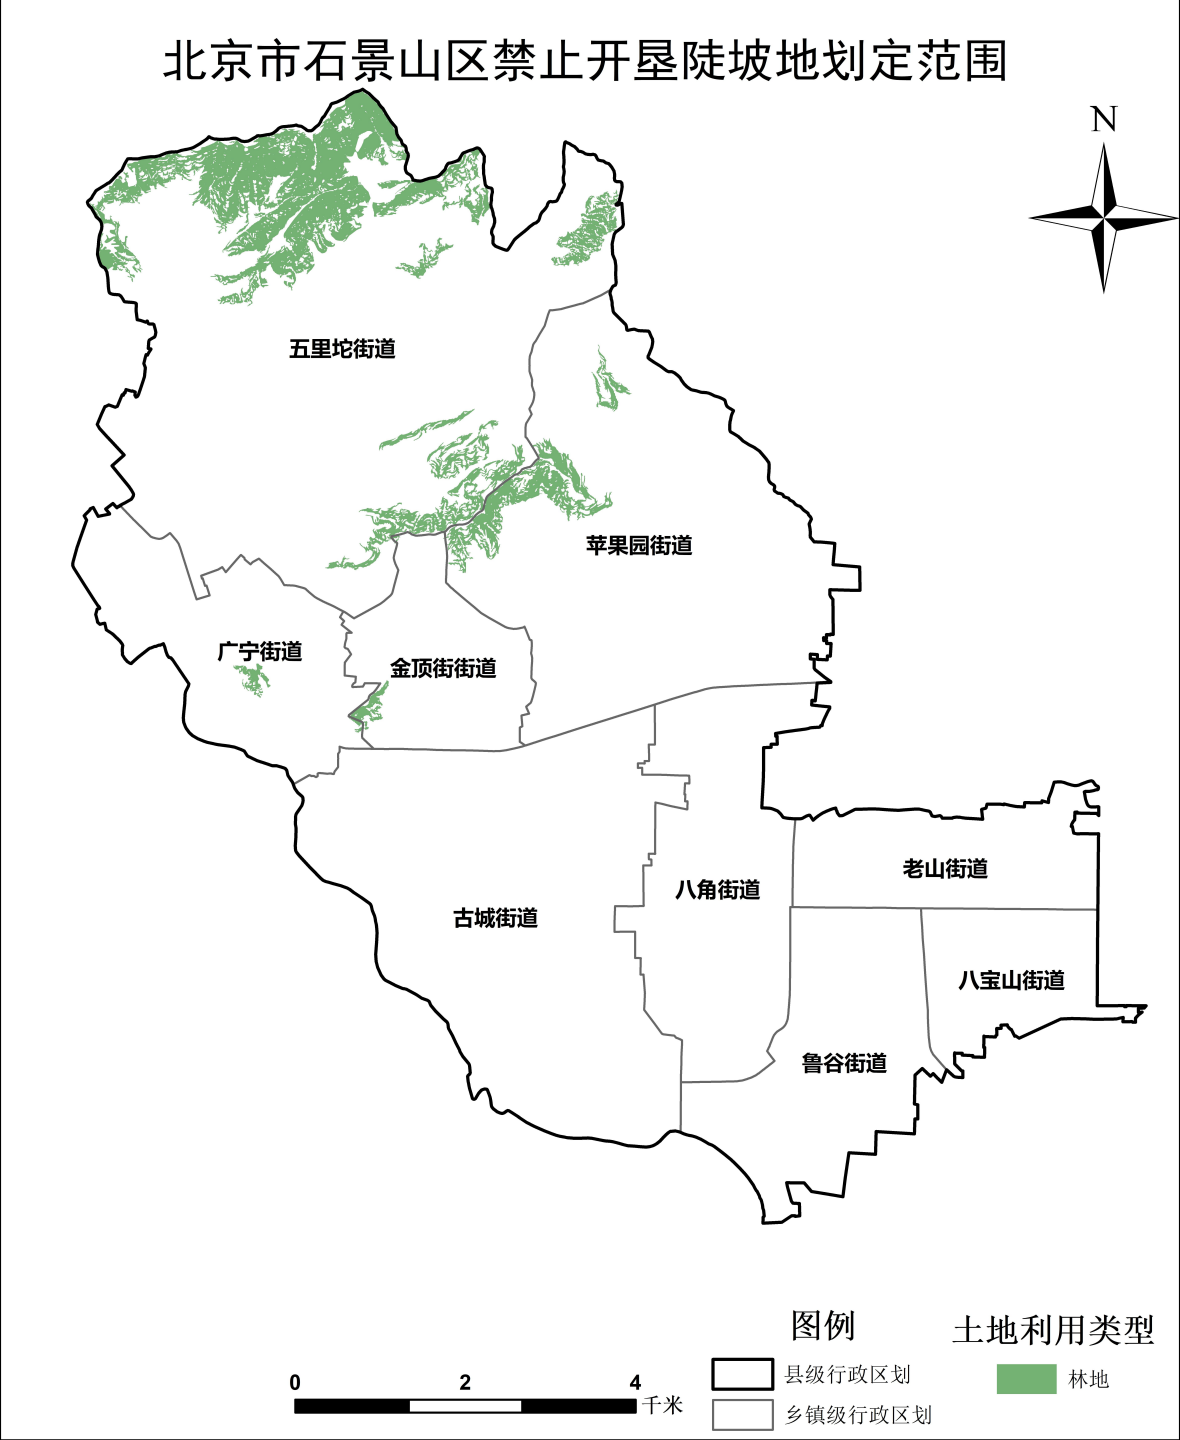 北京市石景山区禁止开垦陡坡地划定范围
N
五里坨街道
苹果园街道
广宁街道
金顶街街道
老山街道
八角街道
古城街道
八宝山街道
鲁谷街道
图例
土地利用类型
县级行政区划
林地
乡镇级行政区划
0 2 4
千米